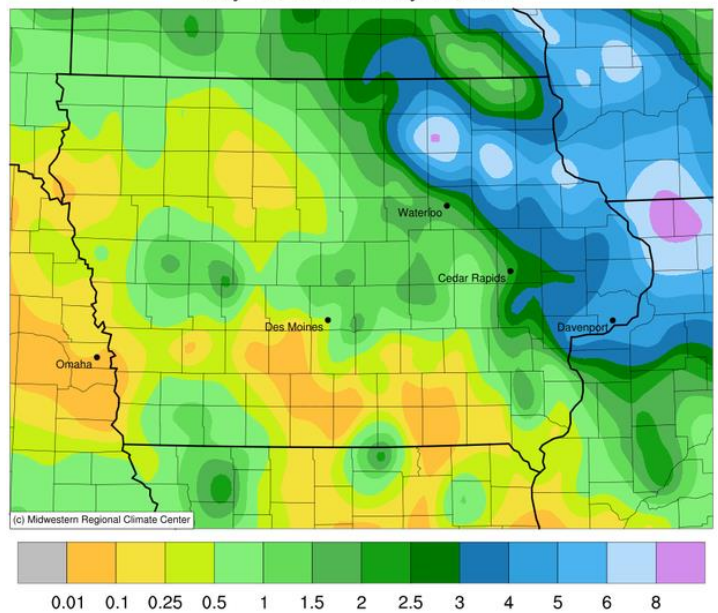 Waterloo
Cedar Rapids
Des Moines
Davenport
Omaha
(c) Midwestern Regional Climate Center
0.01 0.1 0.25 0.5 1 1.5 2 2.5 3 4 5 6 8